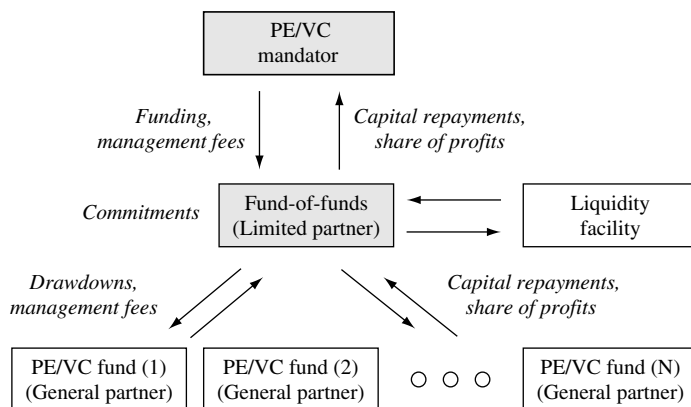 PE/VC
mandator
Funding,
management fees
Capital repayments,
share of profits
Commitments
Fund-of-funds
(Limited partner)
Liquidity
facility
Drawdowns,
management fees
Capital repayments,
share of profits
PE/VC fund (1)
(General partner)
PE/VC fund (2)
(General partner)
PE/VC fund (N)
(General partner)